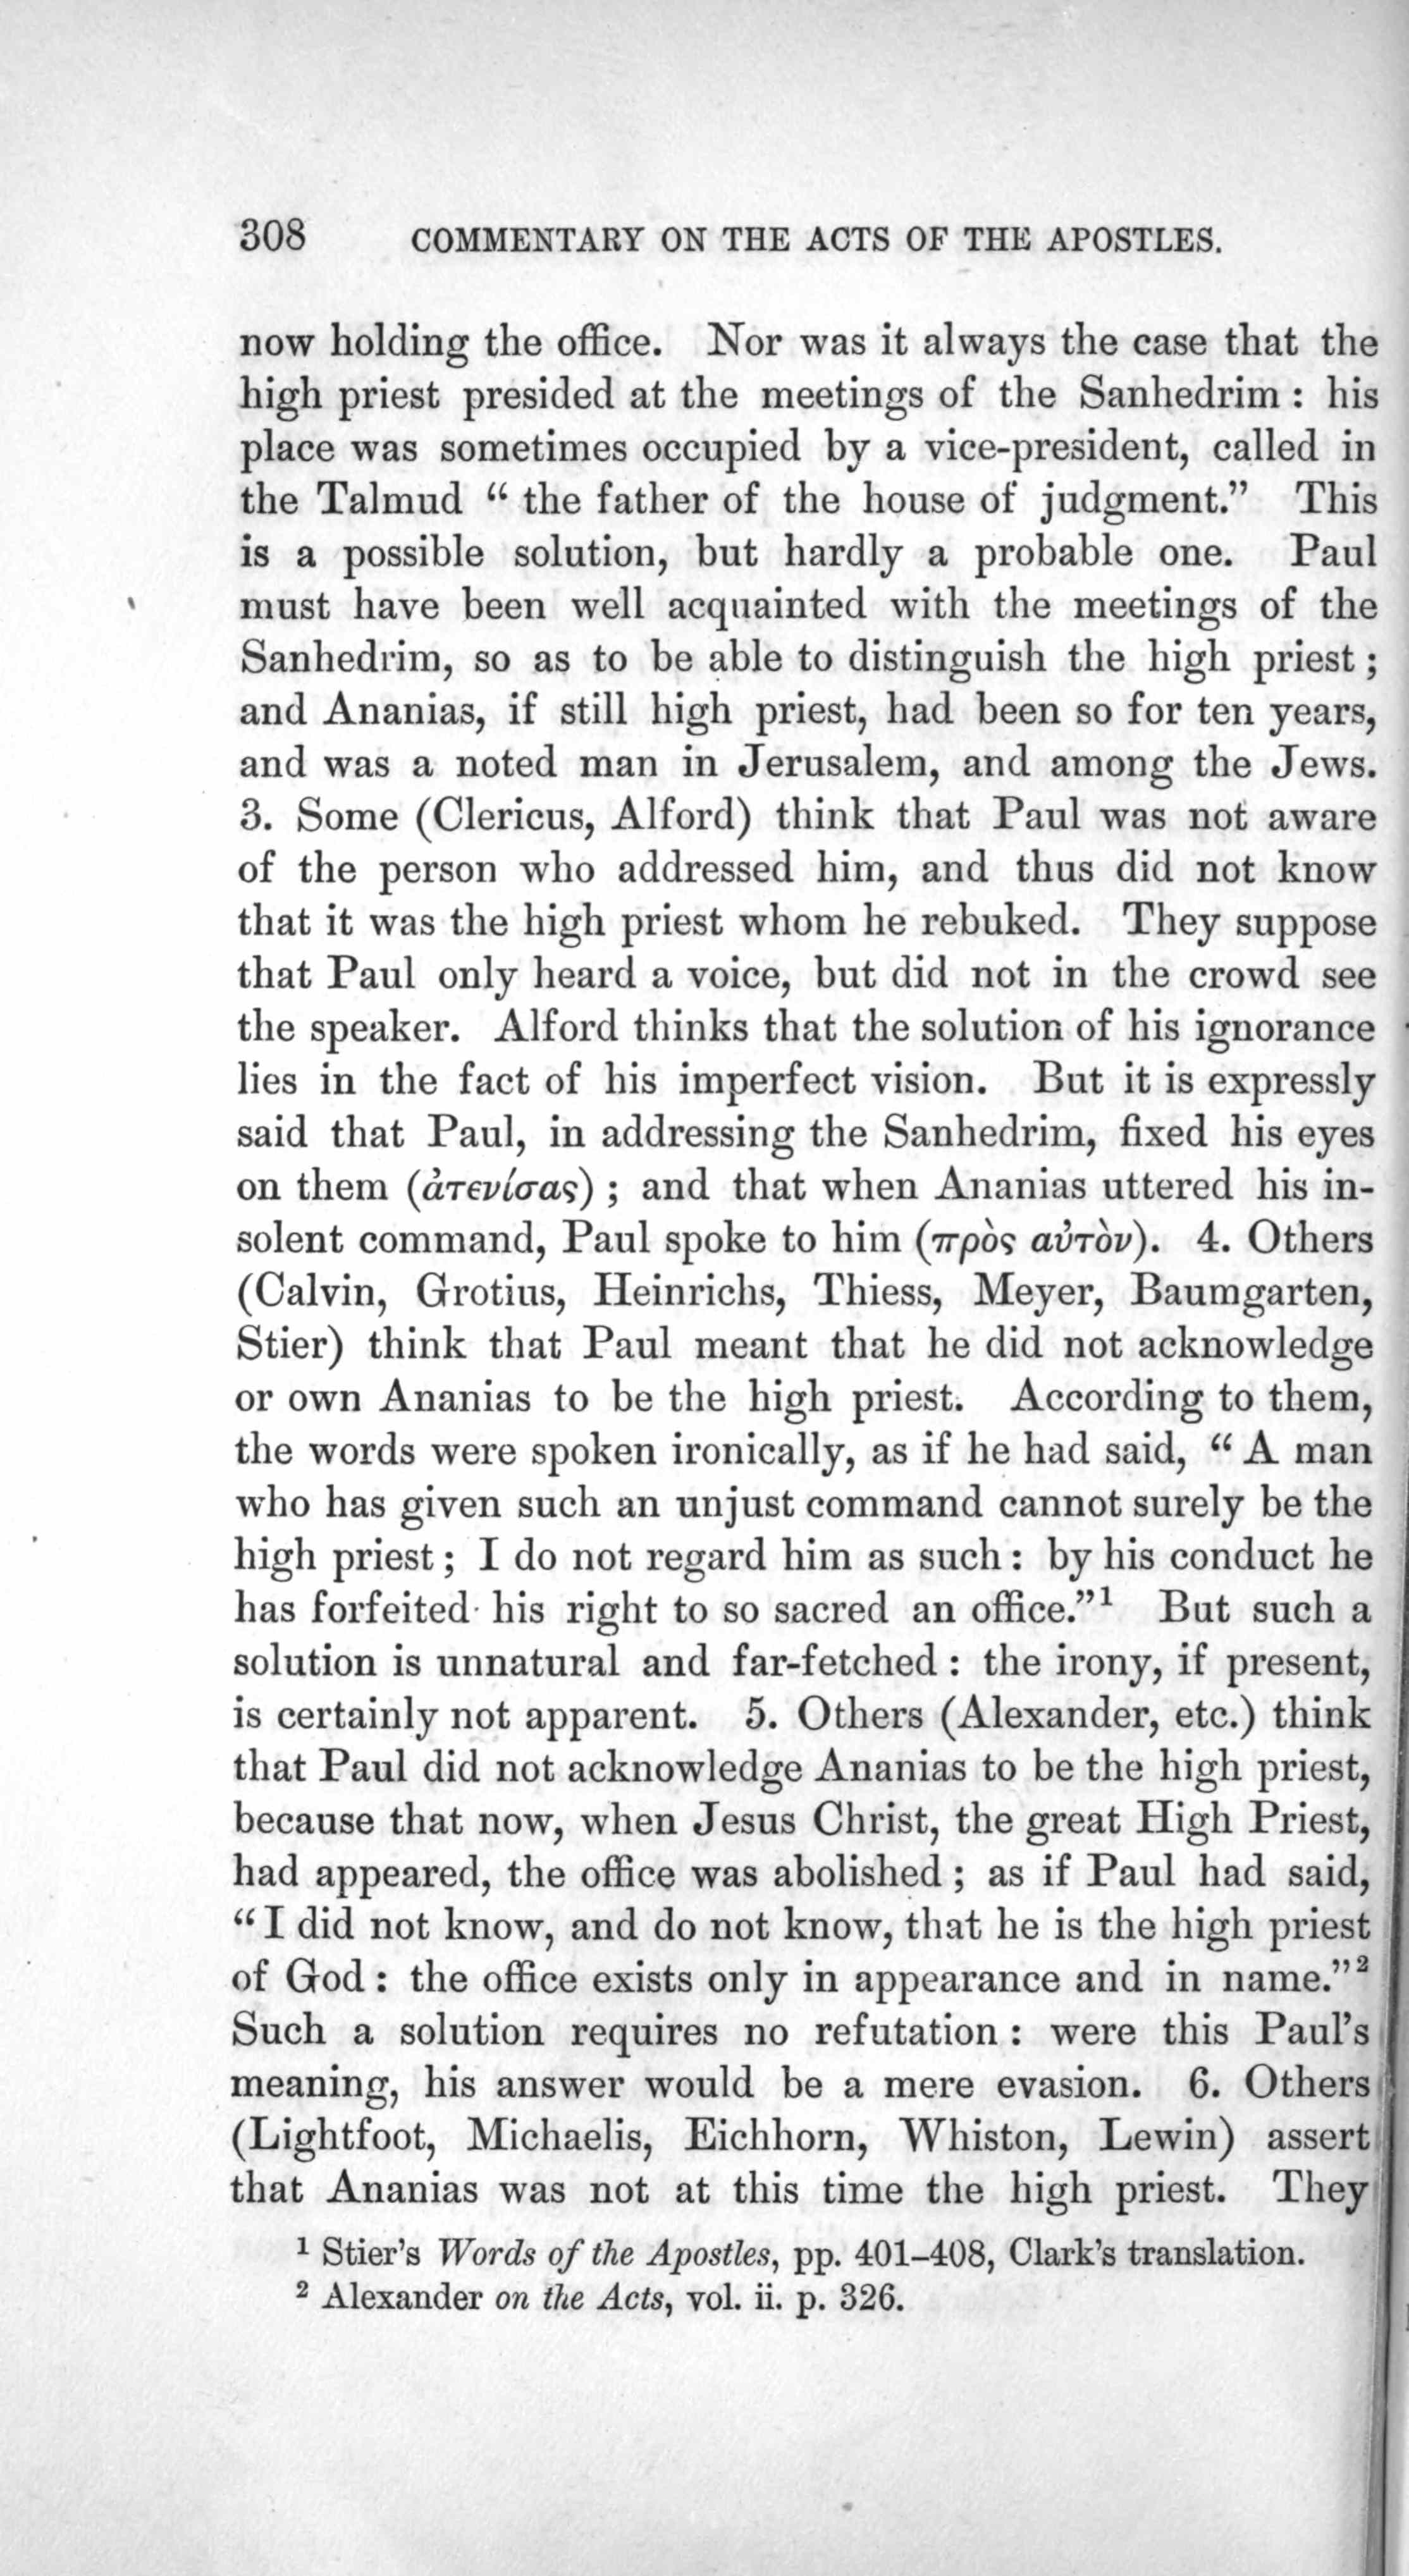 308 COMMENTARY ON THE ACTS OF THE APOSTLES.
now holding the office. Nor was it always the case that the
high priest presided at the meetings of the Sanhedrim : his
place was sometimes occupied by a vice-president, called in
the Talmud “ the father of the house of judgment.” This
is a possible solution, but hardly a probable one. Paul
must have been well acquainted with the meetings of the
Sanhedrim, so as to be able to distinguish the high priest ;
and Ananias, if still high priest, had been so for ten years,
and was a noted man in Jerusalem, and among the Jews.
3. Some (Clericus, Alford) think that Paul was not aware
of the person who addressed him, and thus did not know
that it was the high priest whom he rebuked. They suppose
that Paul only heard a voice, but did not in the crowd see
the speaker. Alford thinks that the solution of his ignorance
lies in the fact of his imperfect vision. But it is expressly
said that Paul, in addressing the Sanhedrim, fixed his eyes
on them (ἀτενίσας) ; and that when Ananias uttered his in-
solent command, Paul spoke to him (πρὸς αὐτὸν). 4. Others
(Calvin, Grotius, Heinrichs, Thiess, Meyer, Baumgarten,
Stier) think that Paul meant that he did not acknowledge
or own Ananias to be the high priest. According to them,
the words were spoken ironically, as if he had said, “ A man
who has given such an unjust command cannot surely be the
high priest ; I do not regard him as such : by his conduct he
has forfeited his right to so sacred an office.”¹ But such a
solution is unnatural and far-fetched : the irony, if present,
is certainly not apparent. 5. Others (Alexander, etc.) think
that Paul did not acknowledge Ananias to be the high priest,
because that now, when Jesus Christ, the great High Priest,
had appeared, the office was abolished ; as if Paul had said,
“ I did not know, and do not know, that he is the high priest
of God : the office exists only in appearance and in name.”²
Such a solution requires no refutation : were this Paul’s
meaning, his answer would be a mere evasion. 6. Others
(Lightfoot, Michaelis, Eichhorn, Whiston, Lewin) assert
that Ananias was not at this time the high priest. They
¹ Stier’s Words of the Apostles, pp. 401–408, Clark’s translation.
² Alexander on the Acts, vol. ii. p. 326.